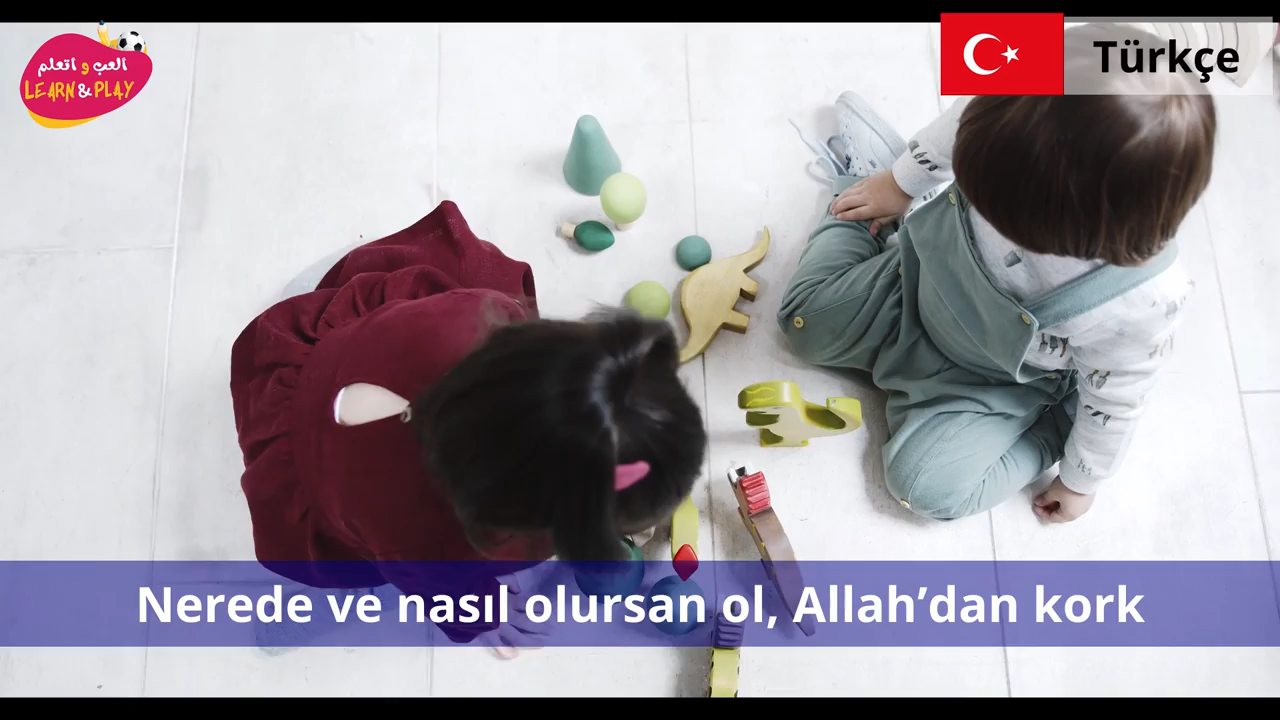 العب و اتعلم
LEARN & PLAY
Türkçe
Nerede ve nasıl olursan ol, Allah’dan kork